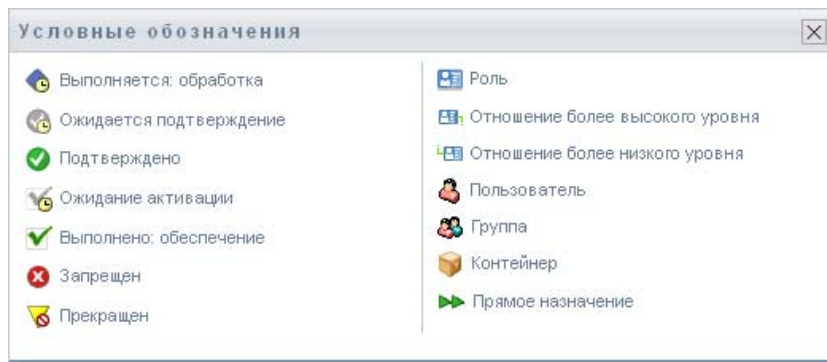 Условные обозначения
Выполняется: обработка
Ожидается подтверждение
Подтверждено
Ожидание активации
Выполнено: обеспечение
Запрещен
Прекращен
Роль
Отношение более высокого уровня
Отношение более низкого уровня
Пользователь
Группа
Контейнер
Прямое назначение